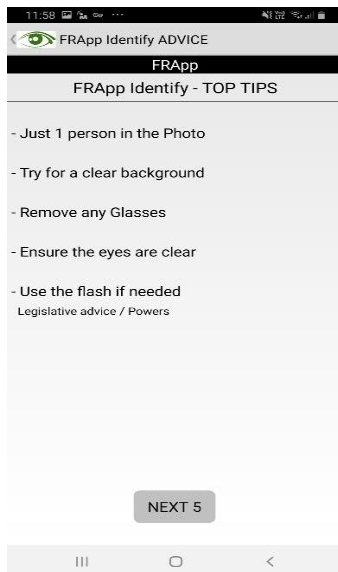 11:58
FRApp Identify ADVICE
FRApp
FRApp Identify - TOP TIPS
- Just 1 person in the Photo
- Try for a clear background
- Remove any Glasses
- Ensure the eyes are clear
- Use the flash if needed
Legislative advice / Powers
NEXT 5